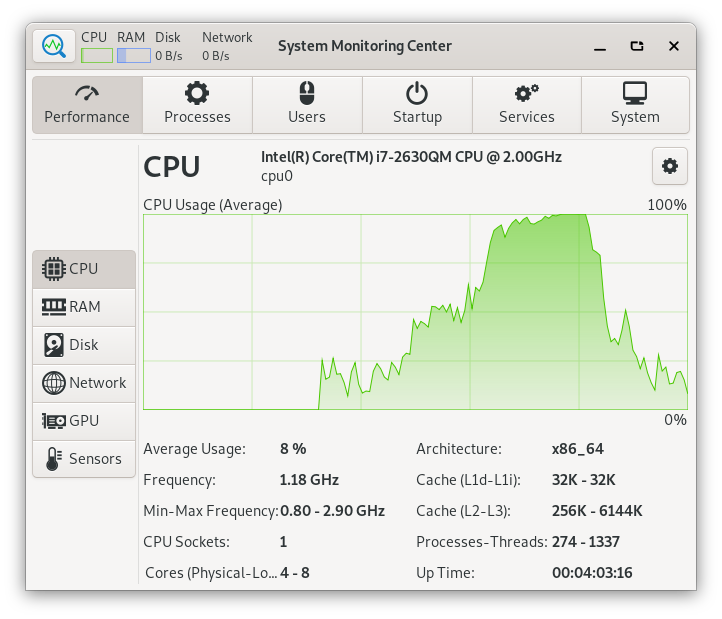 CPU RAM Disk Network
0 B/s 0 B/s
System Monitoring Center
Performance Processes Users Startup Services System
CPU
Intel(R) Core(TM) i7-2630QM CPU @ 2.00GHz
cpu0
CPU Usage (Average) 100%
CPU
RAM
Disk
Network
GPU
Sensors
0%
Average Usage: 8 % Architecture: x86_64
Frequency: 1.18 GHz Cache (L1d-L1i): 32K - 32K
Min-Max Frequency: 0.80 - 2.90 GHz Cache (L2-L3): 256K - 6144K
CPU Sockets: 1 Processes-Threads: 274 - 1337
Cores (Physical-Lo... 4 - 8 Up Time: 00:04:03:16